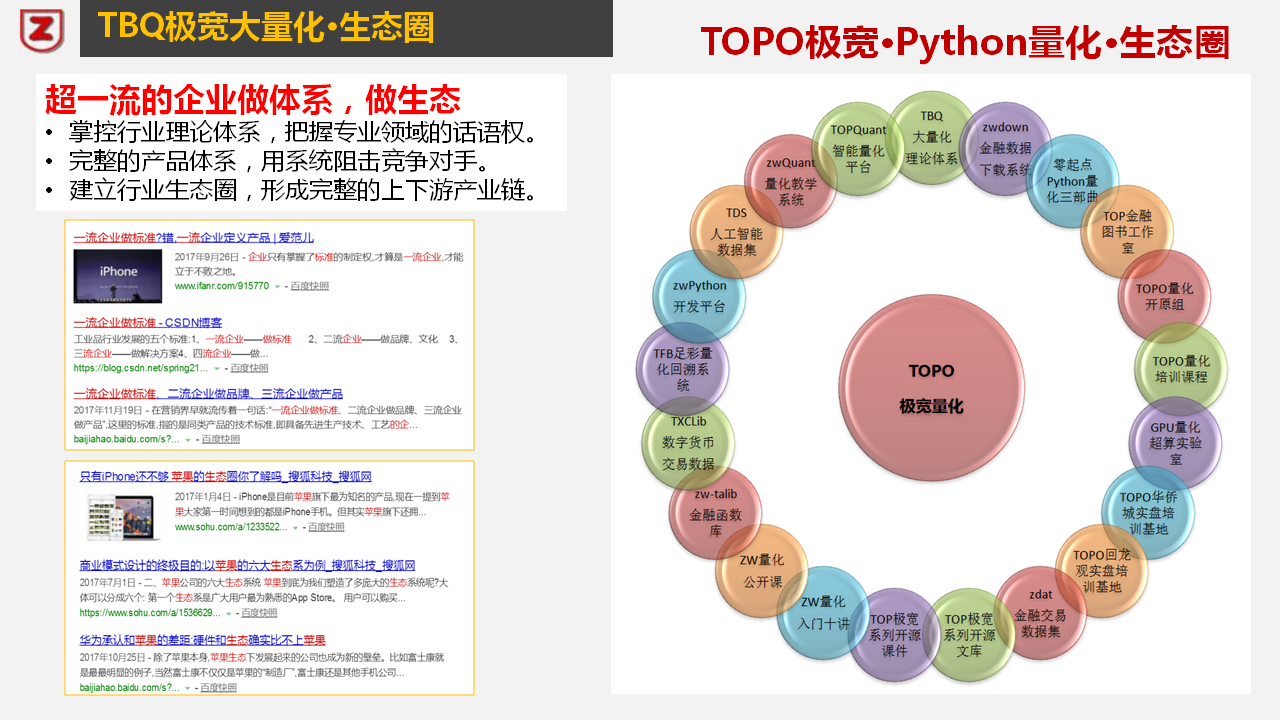 Z
TBQ极宽大量化•生态圈
TOPO极宽•Python量化•生态圈
超一流的企业做体系，做生态
• 掌控行业理论体系，把握专业领域的话语权。
• 完整的产品体系，用系统阻击竞争对手。
• 建立行业生态圈，形成完整的上下游产业链。
一流企业做标准?错,一流企业定义产品 | 爱范儿
iPhone
2017年9月26日 - 企业只有掌握了标准的制定权,才算是一流企业,才能
立于不败之地。
www.ifanr.com/915770 - 百度快照
一流企业做标准 - CSDN博客
工业品行业发展的五个标准:1、一流企业——做标准 2、二流企业——做品牌、文化 3、
三流企业——做解决方案4、四流企业——做...
https://blog.csdn.net/spring21... - 百度快照
一流企业做标准、二流企业做品牌、三流企业做产品
2017年11月19日 - 在营销界早就流传着一句话:“一流企业做标准、二流企业做品牌、三流企业
做产品”,这里的标准,指的是同类产品的技术标准,即具备先进生产技术、工艺的企...
baijiahao.baidu.com/s?... - 百度快照
只有iPhone还不够 苹果的生态圈你了解吗_搜狐科技_搜狐网
2017年1月4日 - iPhone是目前苹果旗下最为知名的产品,现在一提到苹
果大家第一时间想到的都是iPhone手机。但其实苹果旗下还拥...
www.sohu.com/a/1233522... - 百度快照
商业模式设计的终极目的:以苹果的六大生态系为例_搜狐科技_搜狐网
2017年7月1日 - 二、苹果公司的六大生态系统 苹果到底为我们塑造了多庞大的生态系统呢?大
体可以分成六个: 第一个生态系是广大用户最为熟悉的App Store。 用户可以购买...
https://www.sohu.com/a/1536629... - 百度快照
华为承认和苹果的差距:硬件和生态确实比不上苹果
2017年10月25日 - 除了苹果本身,苹果生态下发展起来的公司也成为新的壁垒。比如富士康就
是最最明显的例子,当然富士康不仅仅是苹果的“制造厂”,富士康还是其他手机公司...
baijiahao.baidu.com/s?... - 百度快照
TBQ
大量化
理论体系
zwdown
金融数据
下载系统
零起点
Python量
化三部曲
TOP金融
图书工作
室
TOPO量化
开原组
TOPO量化
培训课程
GPU量化
超算实验
室
TOPO华侨
城实盘培
训基地
TOPO回龙
观实盘培
训基地
zdat
金融交易
数据集
TOP极宽
系列开源
文库
TOP极宽
系列开源
课件
ZW量化
入门十讲
ZW量化
公开课
zw-talib
金融函数
库
TXCLib
数字货币
交易数据
TFB足彩量
化回溯系
统
zwPython
开发平台
TDS
人工智能
数据集
zwQuant
量化教学
系统
TOPQuant
智能量化
平台
TOPO
极宽量化